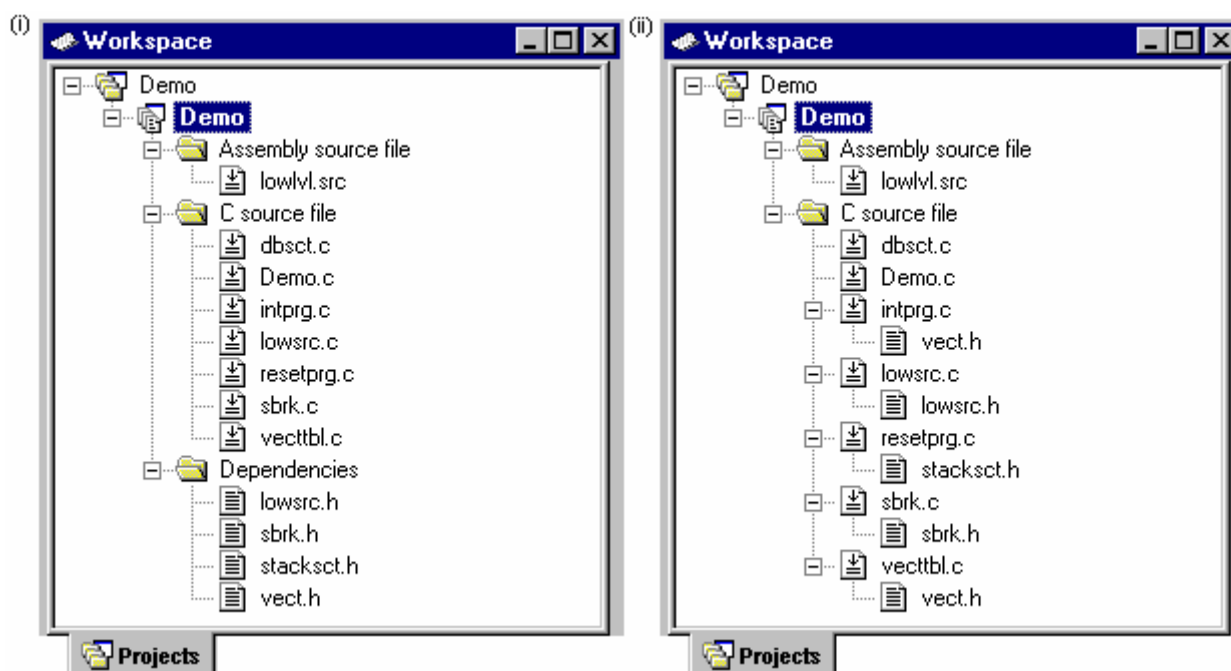 (i)
Workspace
Demo
Demo
Assembly source file
lowlvl.src
C source file
dbsct.c
Demo.c
intprg.c
lowsrc.c
resetprg.c
sbrk.c
vecttbl.c
Dependencies
lowsrc.h
sbrk.h
stacksct.h
vect.h
Projects
(ii)
Workspace
Demo
Demo
Assembly source file
lowlvl.src
C source file
dbsct.c
Demo.c
intprg.c
vect.h
lowsrc.c
lowsrc.h
resetprg.c
stacksct.h
sbrk.c
sbrk.h
vecttbl.c
vect.h
Projects